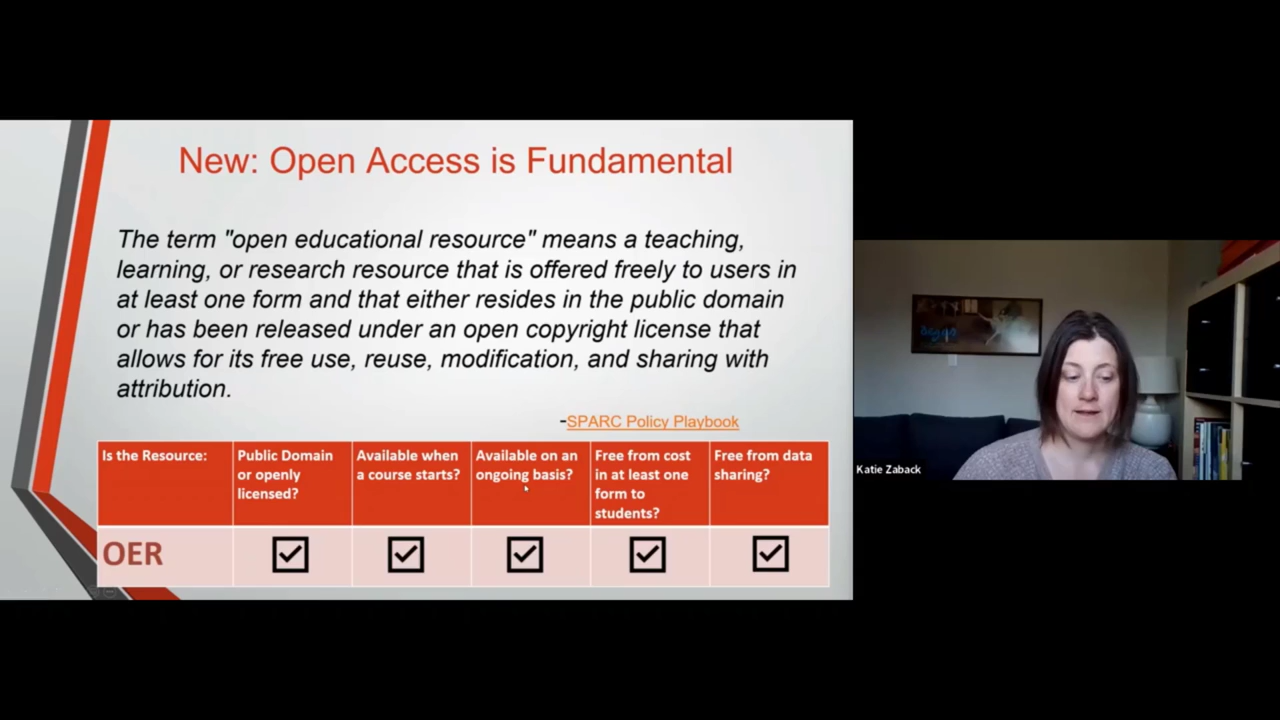 New: Open Access is Fundamental
The term "open educational resource" means a teaching,
learning, or research resource that is offered freely to users in
at least one form and that either resides in the public domain
or has been released under an open copyright license that
allows for its free use, reuse, modification, and sharing with
attribution.
-SPARC Policy Playbook
Is the Resource:
Public Domain
or openly
licensed?
Available when
a course starts?
Available on an
ongoing basis?
Free from cost
in at least one
form to
students?
Free from data
sharing?
OER
Katie Zaback